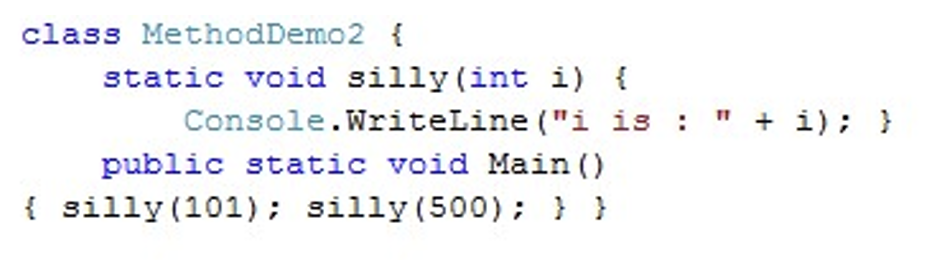 class MethodDemo2 {
static void silly(int i) {
Console.WriteLine("i is : " + i); }
public static void Main()
{ silly(101); silly(500); } }